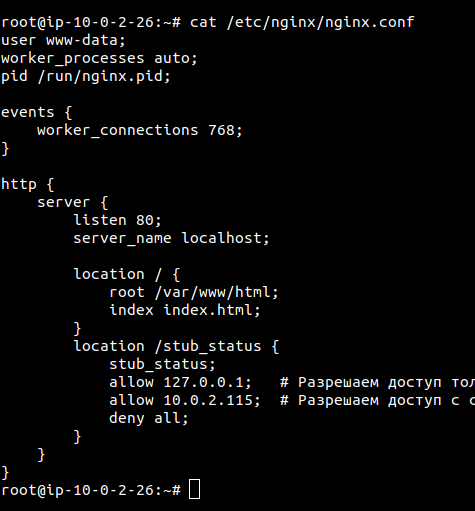 root@ip-10-0-2-26:~# cat /etc/nginx/nginx.conf
user www-data;
worker_processes auto;
pid /run/nginx.pid;
events {
    worker_connections 768;
}
http {
    server {
        listen 80;
        server_name localhost;
        location / {
            root /var/www/html;
            index index.html;
        }
        location /stub_status {
            stub_status;
            allow 127.0.0.1;   # Разрешаем доступ
            allow 10.0.2.115;  # Разрешаем доступ с
            deny all;
        }
    }
}
root@ip-10-0-2-26:~#